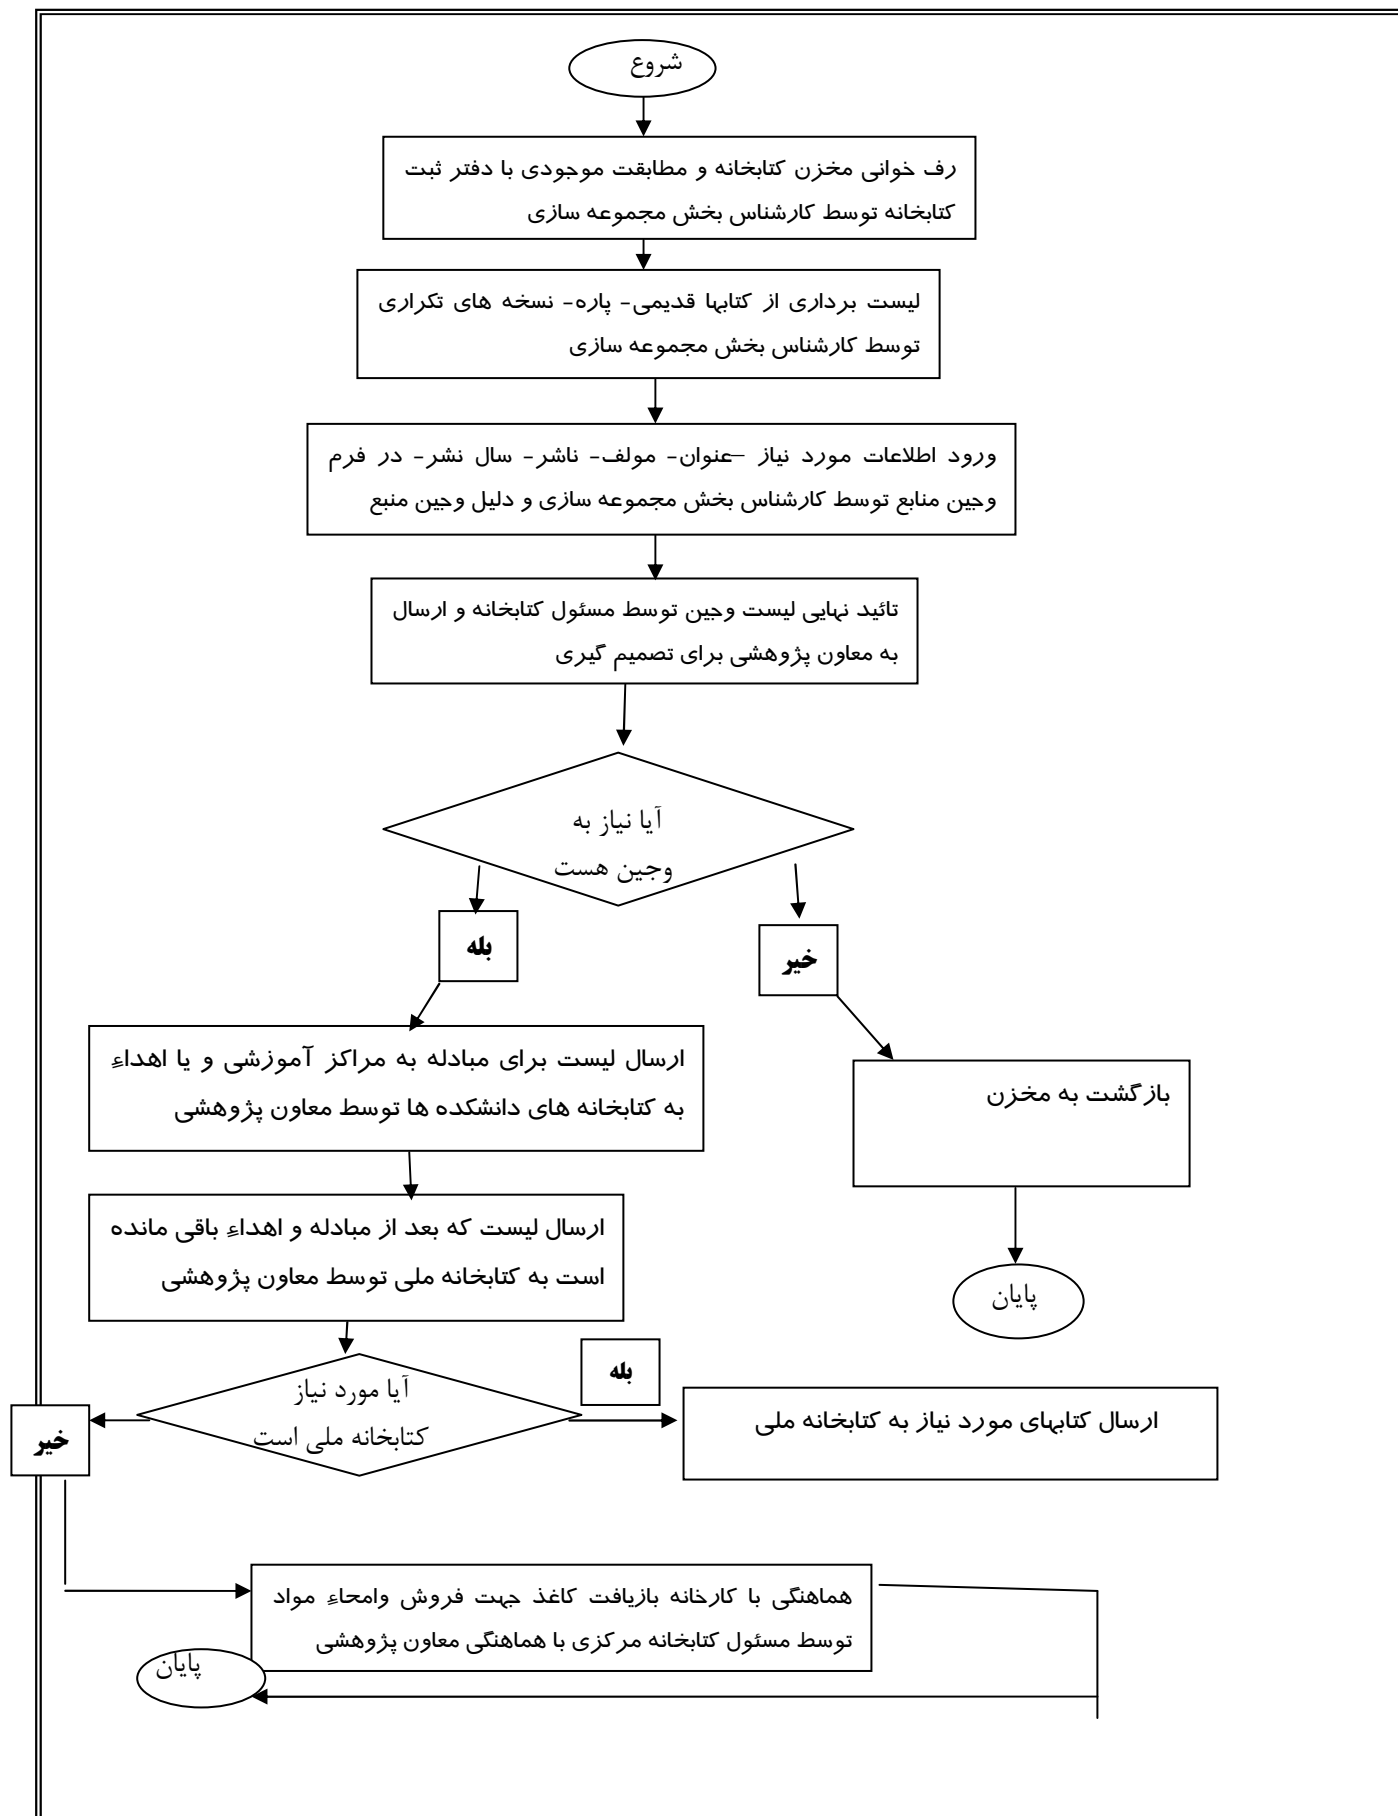 شروع
رف خوانی مخزن کتابخانه و مطابقت موجودی با دفتر ثبت
کتابخانه توسط کارشناس بخش مجموعه سازی
لیست برداری از کتابها قدیمی- پاره- نسخه های تکراری
توسط کارشناس بخش مجموعه سازی
ورود اطلاعات مورد نیاز –عنوان- مولف- ناشر- سال نشر- در فرم
وجین منابع توسط کارشناس بخش مجموعه سازی و دلیل وجین منبع
تائید نهایی لیست وجین توسط مسئول کتابخانه و ارسال
به معاون پژوهشی برای تصمیم گیری
آیا نیاز به
وجین هست
بله
خیر
ارسال لیست برای مبادله به مراکز آموزشی و یا اهداء
به کتابخانه های دانشکده ها توسط معاون پژوهشی
بازگشت به مخزن
ارسال لیست که بعد از مبادله و اهداء باقی مانده
است به کتابخانه ملی توسط معاون پژوهشی
پایان
آیا مورد نیاز
کتابخانه ملی است
بله
خیر
ارسال کتابهای مورد نیاز به کتابخانه ملی
هماهنگی با کارخانه بازیافت کاغذ جهت فروش وامحاء مواد
توسط مسئول کتابخانه مرکزی با هماهنگی معاون پژوهشی
پایان